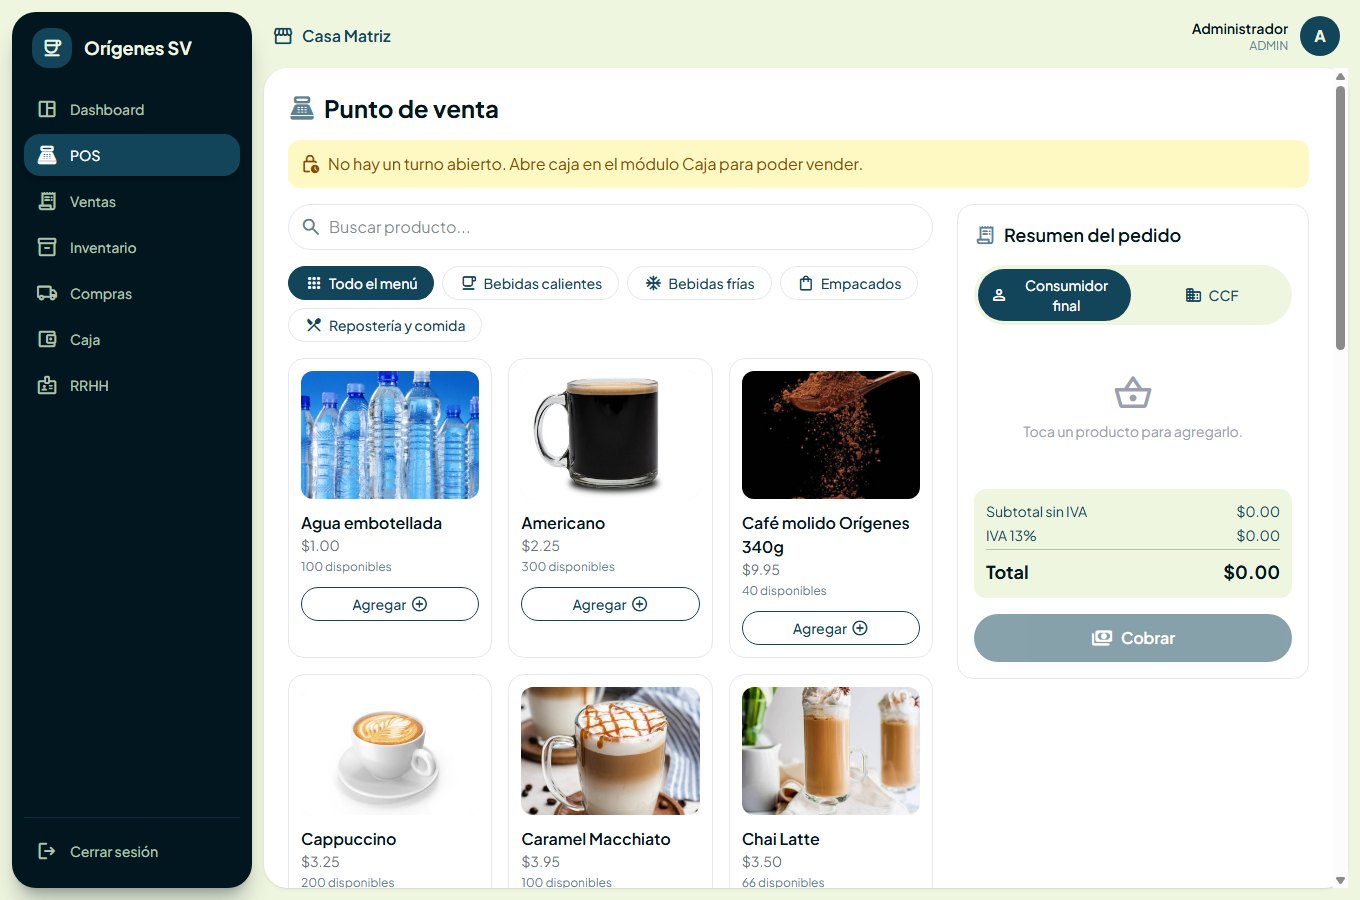 Orígenes SV
Dashboard
POS
Ventas
Inventario
Compras
Caja
RRHH
Cerrar sesión
Casa Matriz
Administrador
ADMIN
A
Punto de venta
No hay un turno abierto. Abre caja en el módulo Caja para poder vender.
Buscar producto...
Todo el menú
Bebidas calientes
Bebidas frías
Empacados
Repostería y comida
Agua embotellada
$1.00
100 disponibles
Agregar
Americano
$2.25
300 disponibles
Agregar
Café molido Orígenes
340g
$9.95
40 disponibles
Agregar
Cappuccino
$3.25
200 disponibles
Caramel Macchiato
$3.95
100 disponibles
Chai Latte
$3.50
66 disponibles
Resumen del pedido
Consumidor
final
CCF
Toca un producto para agregarlo.
Subtotal sin IVA $0.00
IVA 13% $0.00
Total $0.00
Cobrar